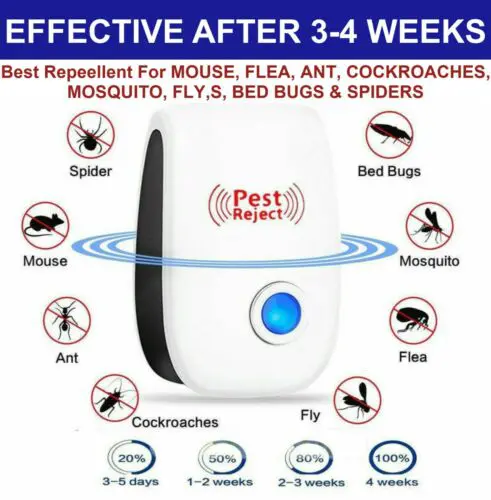 EFFECTIVE AFTER 3-4 WEEKS
Best Repeellent For MOUSE, FLEA, ANT, COCKROACHES,
MOSQUITO, FLY,S, BED BUGS & SPIDERS
Spider
Bed Bugs
Pest
Reject
Mouse
Mosquito
Ant
Flea
Cockroaches
Fly
20%
50%
80%
100%
3-5 days
1-2 weeks
2-3 weeks
4 weeks